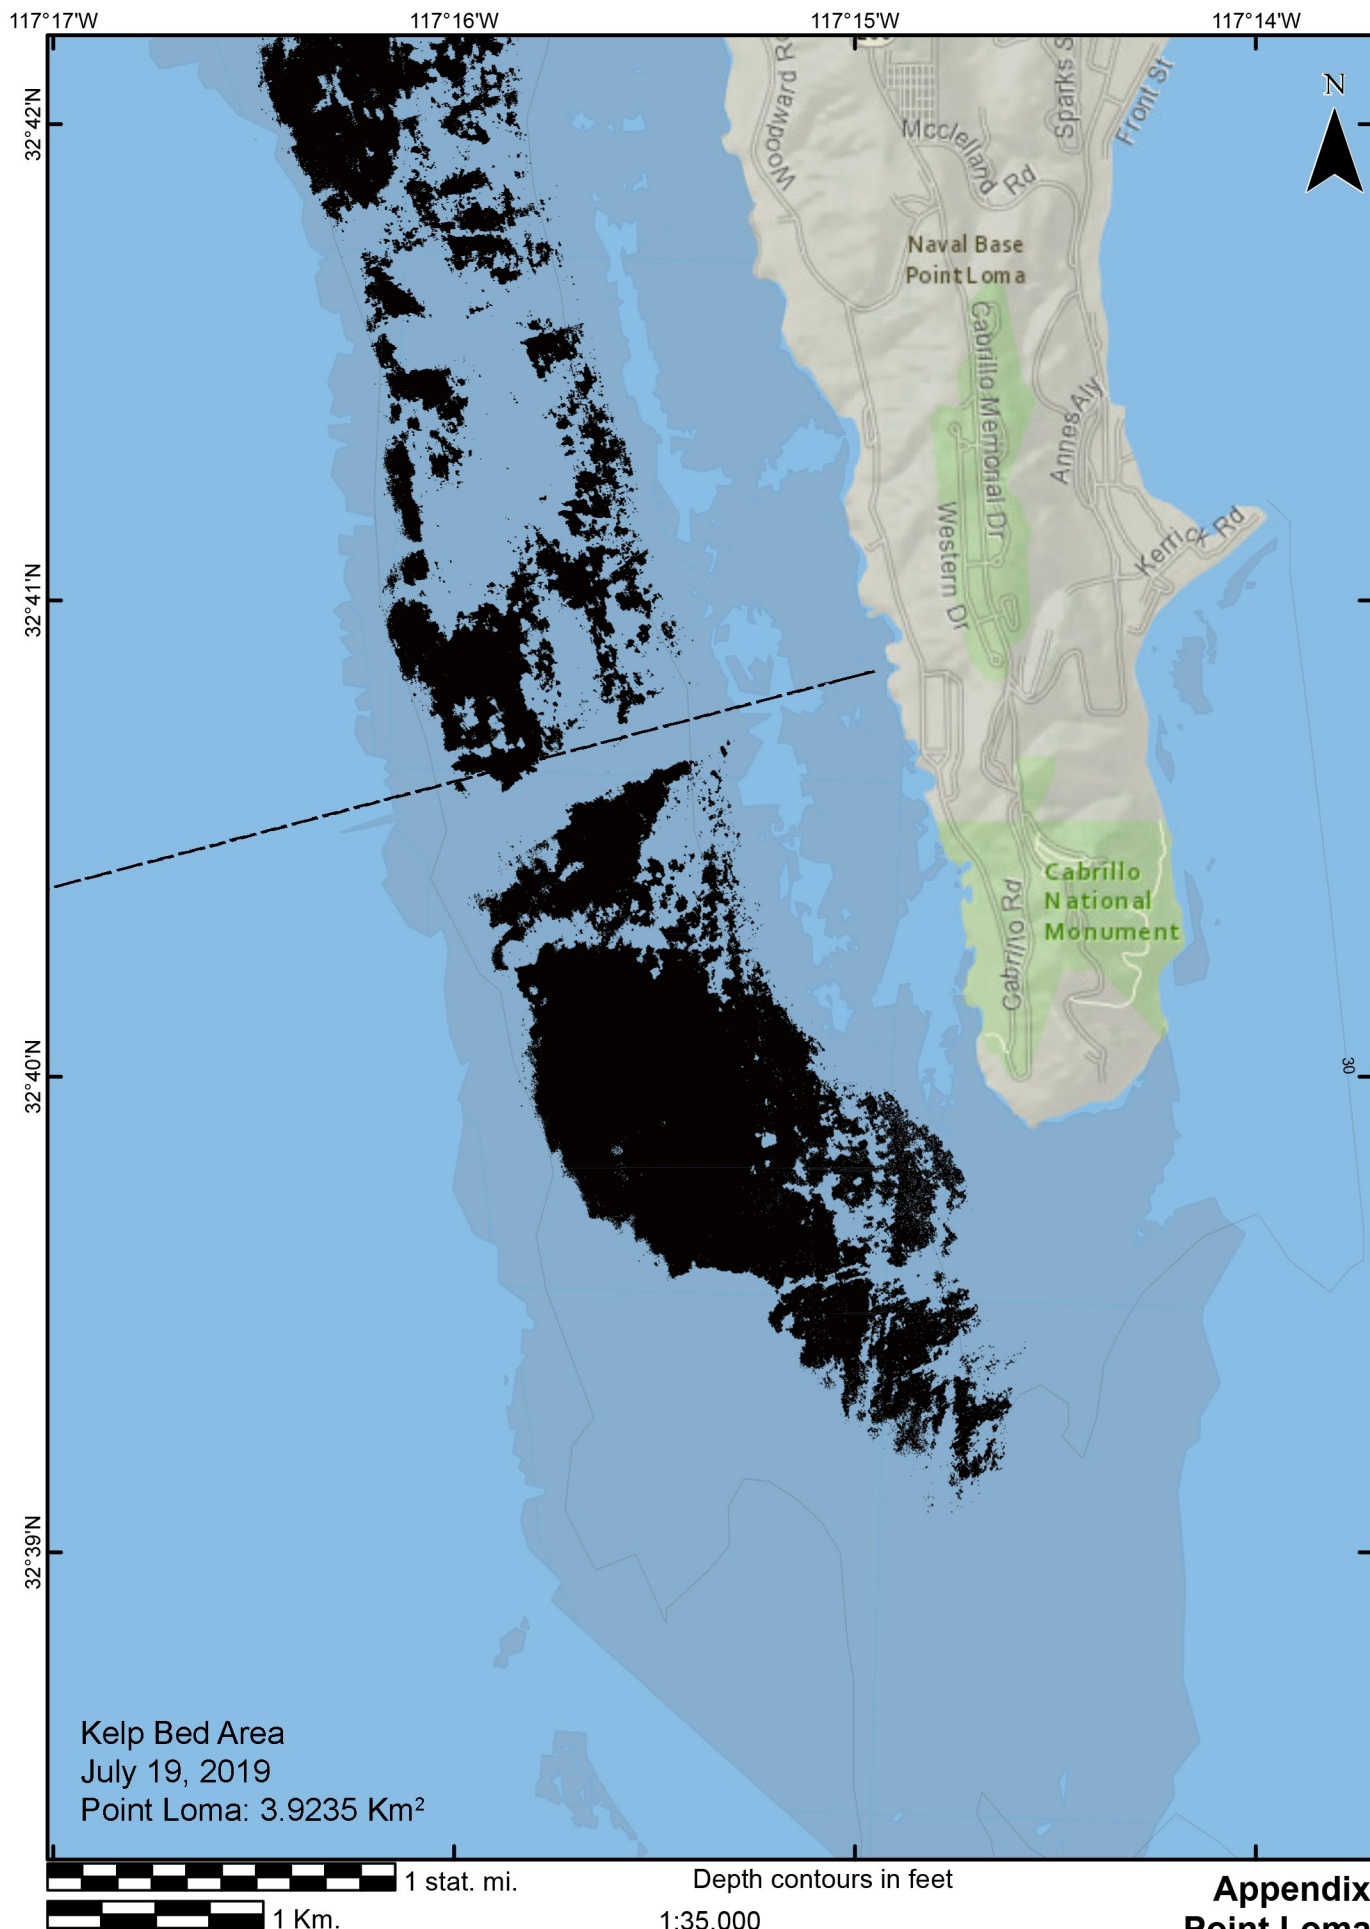 117°17'W
117°16'W
117°15'W
117°14'W
32°42'N
32°41'N
32°40'N
32°39'N
N
Woodward
Mcclelland Rd
Sparks
Front St
Naval Base
Point Loma
Cabrillo Memorial Dr
Annes Aly
Western Dr
Kerrick Rd
Cabrillo
National
Monument
Cabrillo Rd
30
Kelp Bed Area
July 19, 2019
Point Loma: 3.9235 Km²
1 stat. mi.
Depth contours in feet
Appendix
1 Km.
1:35,000
Point Loma